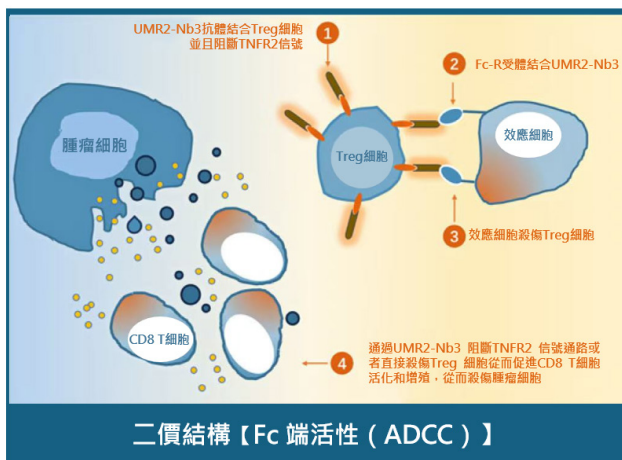 UMR2-Nb3抗體結合Treg細胞
並且阻斷TNFR2信號
1
2
Fc-R受體結合UMR2-Nb3
腫瘤細胞
Treg細胞
效應細胞
3
效應細胞殺傷Treg細胞
CD8 T細胞
4
通過UMR2-Nb3 阻斷TNFR2 信號通路或
者直接殺傷Treg 細胞從而促進CD8 T細胞
活化和增殖，從而殺傷腫瘤細胞
二價結構【Fc 端活性（ADCC）】